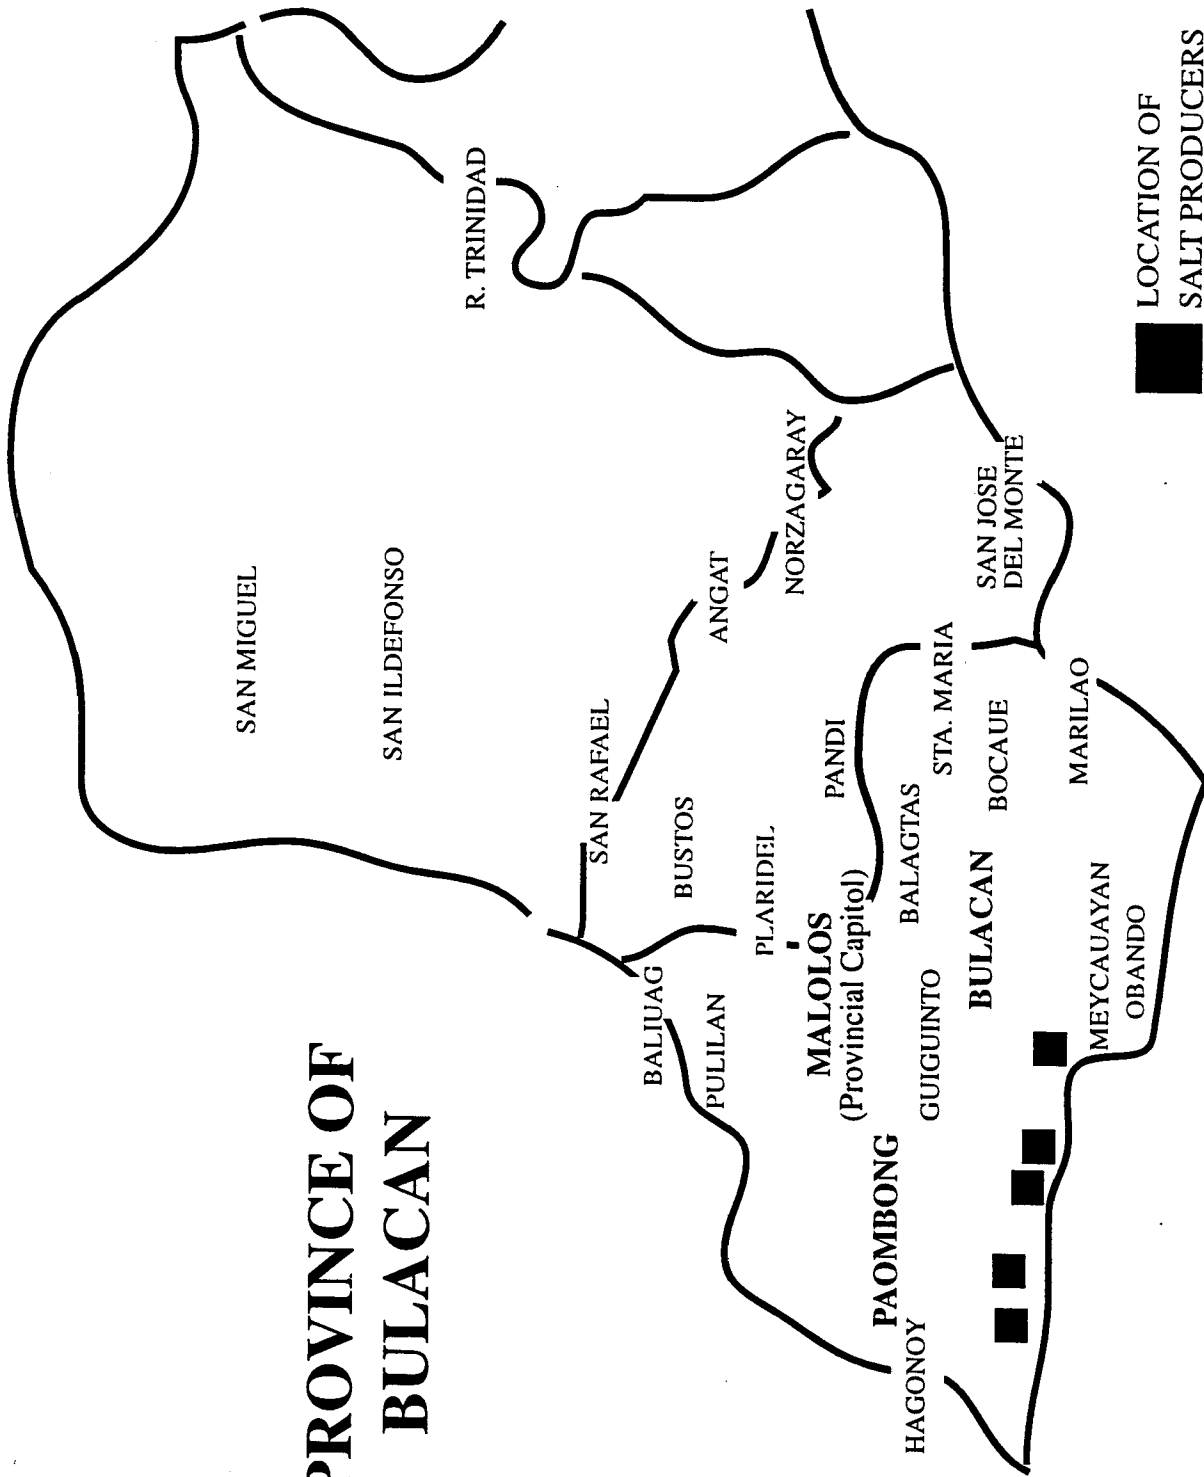 PROVINCE OF
BULACAN
SAN MIGUEL
SAN ILDEFONSO
R. TRINIDAD
SAN RAFAEL
BALIUAG
BUSTOS
ANGAT
PULILAN
PLARIDEL
NORZAGARAY
MALOLOS
(Provincial Capitol)
PANDI
PAOMBONG
HAGONOY
GUIGUINTO
BALAGTAS
STA. MARIA
BULACAN
BOCAUE
SAN JOSE
DEL MONTE
MARILAO
MEYCAUAYAN
OBANDO
LOCATION OF
SALT PRODUCERS